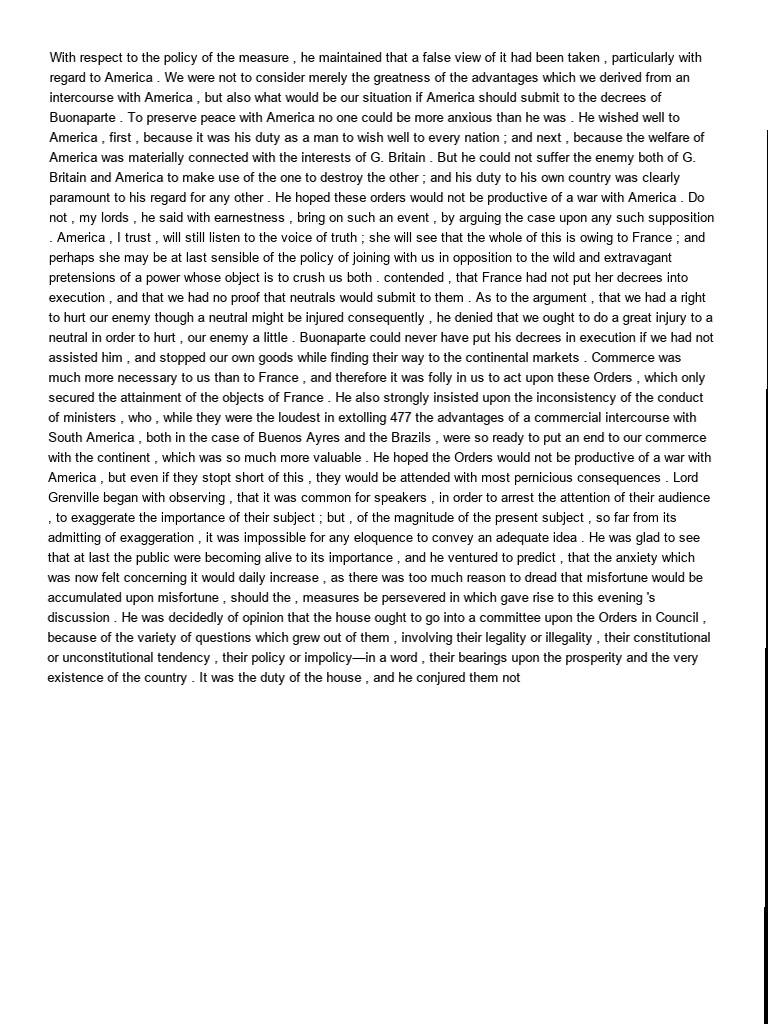 With respect to the policy of the measure , he maintained that a false view of it had been taken , particularly with
regard to America . We were not to consider merely the greatness of the advantages which we derived from an
intercourse with America , but also what would be our situation if America should submit to the decrees of
Buonaparte . To preserve peace with America no one could be more anxious than he was . He wished well to
America , first , because it was his duty as a man to wish well to every nation ; and next , because the welfare of
America was materially connected with the interests of G. Britain . But he could not suffer the enemy both of G.
Britain and America to make use of the one to destroy the other ; and his duty to his own country was clearly
paramount to his regard for any other . He hoped these orders would not be productive of a war with America . Do
not , my lords , he said with earnestness , bring on such an event , by arguing the case upon any such supposition
. America , I trust , will still listen to the voice of truth ; she will see that the whole of this is owing to France ; and
perhaps she may be at last sensible of the policy of joining with us in opposition to the wild and extravagant
pretensions of a power whose object is to crush us both . contended , that France had not put her decrees into
execution , and that we had no proof that neutrals would submit to them . As to the argument , that we had a right
to hurt our enemy though a neutral might be injured consequently , he denied that we ought to do a great injury to a
neutral in order to hurt , our enemy a little . Buonaparte could never have put his decrees in execution if we had not
assisted him , and stopped our own goods while finding their way to the continental markets . Commerce was
much more necessary to us than to France , and therefore it was folly in us to act upon these Orders , which only
secured the attainment of the objects of France . He also strongly insisted upon the inconsistency of the conduct
of ministers , who , while they were the loudest in extolling 477 the advantages of a commercial intercourse with
South America , both in the case of Buenos Ayres and the Brazils , were so ready to put an end to our commerce
with the continent , which was so much more valuable . He hoped the Orders would not be productive of a war with
America , but even if they stopt short of this , they would be attended with most pernicious consequences . Lord
Grenville began with observing , that it was common for speakers , in order to arrest the attention of their audience
, to exaggerate the importance of their subject ; but , of the magnitude of the present subject , so far from its
admitting of exaggeration , it was impossible for any eloquence to convey an adequate idea . He was glad to see
that at last the public were becoming alive to its importance , and he ventured to predict , that the anxiety which
was now felt concerning it would daily increase , as there was too much reason to dread that misfortune would be
accumulated upon misfortune , should the , measures be persevered in which gave rise to this evening 's
discussion . He was decidedly of opinion that the house ought to go into a committee upon the Orders in Council ,
because of the variety of questions which grew out of them , involving their legality or illegality , their constitutional
or unconstitutional tendency , their policy or impolicy—in a word , their bearings upon the prosperity and the very
existence of the country . It was the duty of the house , and he conjured them not